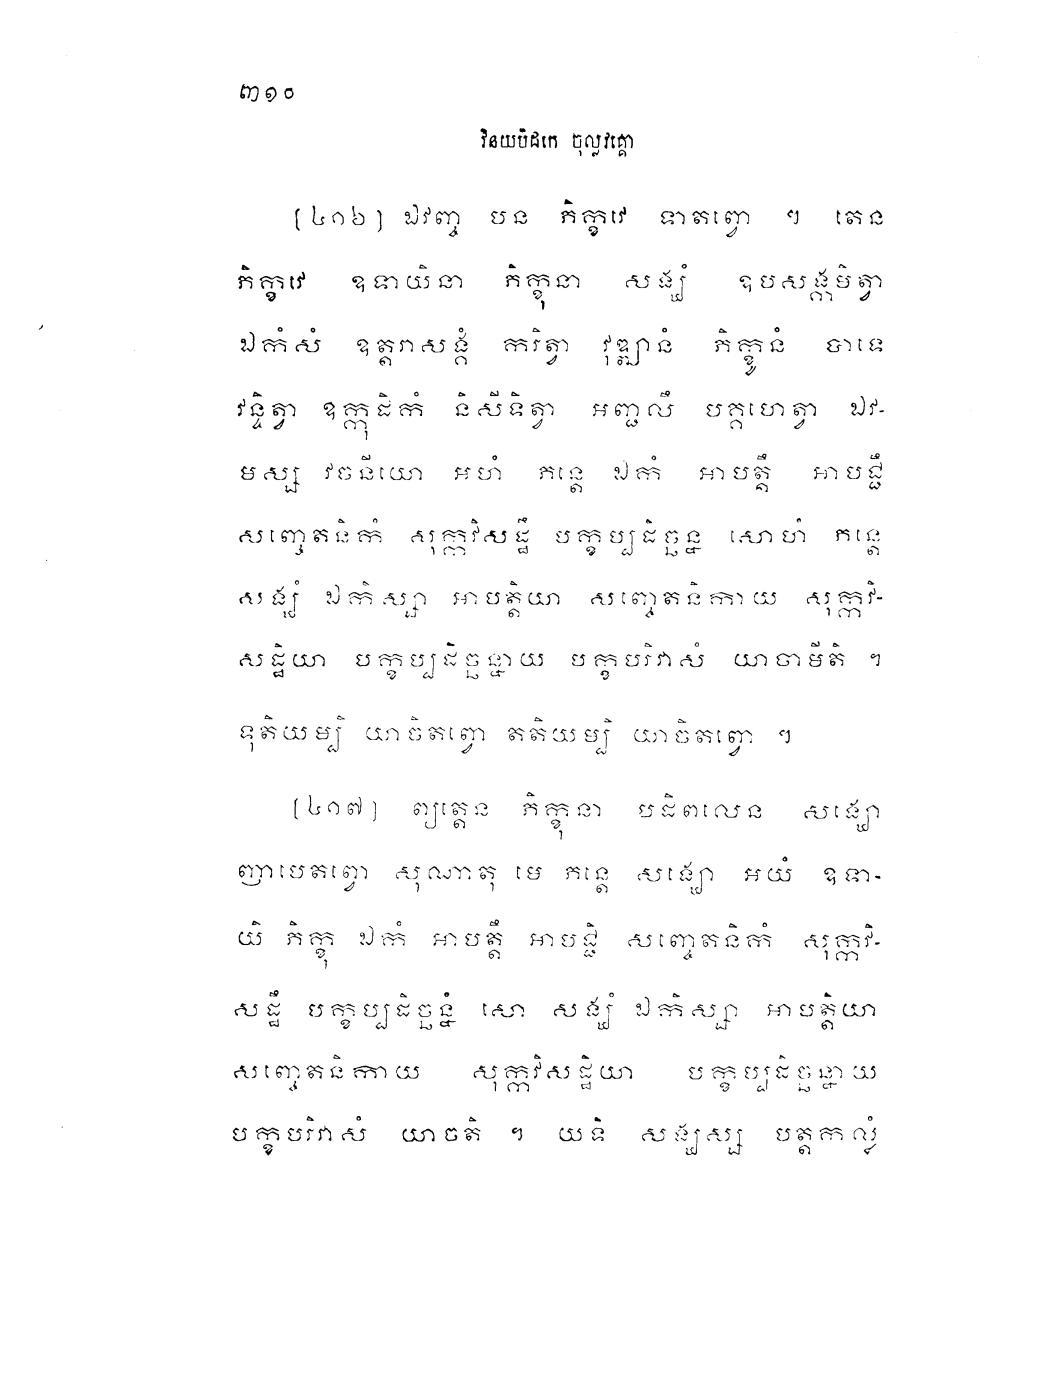 ៣១០
វិនយបិដកេ ចុល្លវគ្គោ
(៤០៦) ឯវញ្ច បន ភិក្ខវេ ទាតព្វោ ។ តេន
ភិក្ខវេ ឧទាយិនា ភិក្ខុនា សង្ឃំ ឧបសង្កមិត្វា
ឯកំសំ ឧត្តរាសង្គំ ករិត្វា វុឌ្ឍានំ ភិក្ខូនំ បាទេ
វន្ទិត្វា ឧក្កុដិកំ និសីទិត្វា អញ្ជលឹ បគ្គហេត្វា ឯវ-
មស្ស វចនីយោ អហំ ភន្តេ ឯកំ អាបត្តឹ អាបជ្ជឹ
សញ្ចេតនិកំ សុក្កវិសដ្ឋឹ បក្ខប្បដិច្ឆន្នំ សោហំ ភន្តេ
សង្ឃំ ឯកិស្សា អាបត្តិយា សញ្ចេតនិកាយ សុក្កវិ-
សដ្ឋិយា បក្ខប្បដិច្ឆន្នាយ បក្ខបរិវាសំ យាចាមីតិ ។
ទុតិយម្បិ យាចិតព្វោ តតិយម្បិ យាចិតព្វោ ។
(៤០៧) ព្យត្តេន ភិក្ខុនា បដិពលេន សង្ឃោ
ញាបេតព្វោ សុណាតុ មេ ភន្តេ សង្ឃោ អយំ ឧទា-
យិ ភិក្ខុ ឯកំ អាបត្តឹ អាបជ្ជិ សញ្ចេតនិកំ សុក្កវិ-
សដ្ឋឹ បក្ខប្បដិច្ឆន្នំ សោ សង្ឃំ ឯកិស្សា អាបត្តិយា
សញ្ចេតនិកាយ សុក្កវិសដ្ឋិយា បក្ខប្បដិច្ឆន្នាយ
បក្ខបរិវាសំ យាចតិ ។ យទិ សង្ឃស្ស បត្តកល្លំ